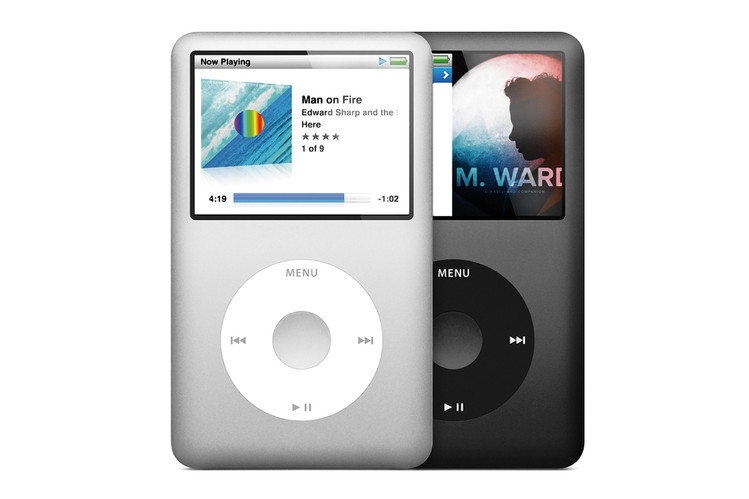 Now Playing
Man on Fire
Edward Sharp and the
Here
1 of 9
4:19
-1:02
MENU
M. WARD
MENU